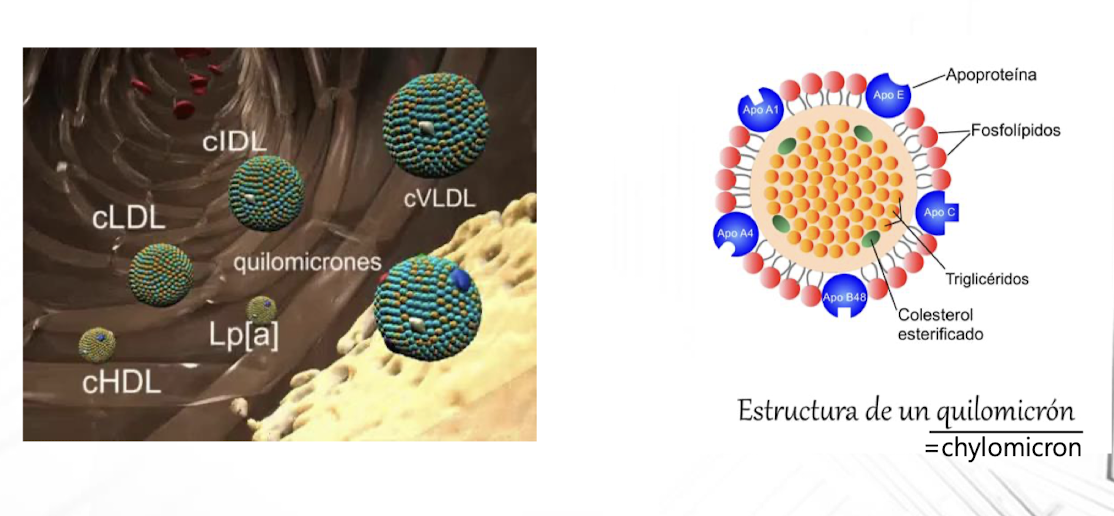 cIDL
cVLDL
cLDL
quilomicrones
Lp[a]
cHDL
Apo A1
Apo E
Apoproteína
Fosfolípidos
Apo C
Apo A4
Triglicéridos
Apo B48
Colesterol
esterificado
Estructura de un quilomicrón
=chylomicron